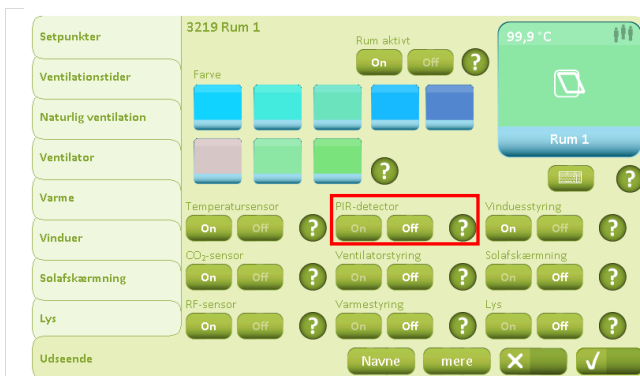 3219 Rum 1
Setpunkter
Ventilationstider
Naturlig ventilation
Ventilator
Varme
Vinduer
Solafskærmning
Lys
Udseende
Rum aktivt
On Off ?
Farve
?
99,9 °C
Rum 1
?
Temperatursensor
On Off ?
PIR-detector
On Off ?
Vinduesstyring
On Off ?
CO₂-sensor
On Off ?
Ventilatorstyring
On Off ?
Solafskærmning
On Off ?
RF-sensor
On Off ?
Varmestyring
On Off ?
Lys
On Off ?
Navne
mere